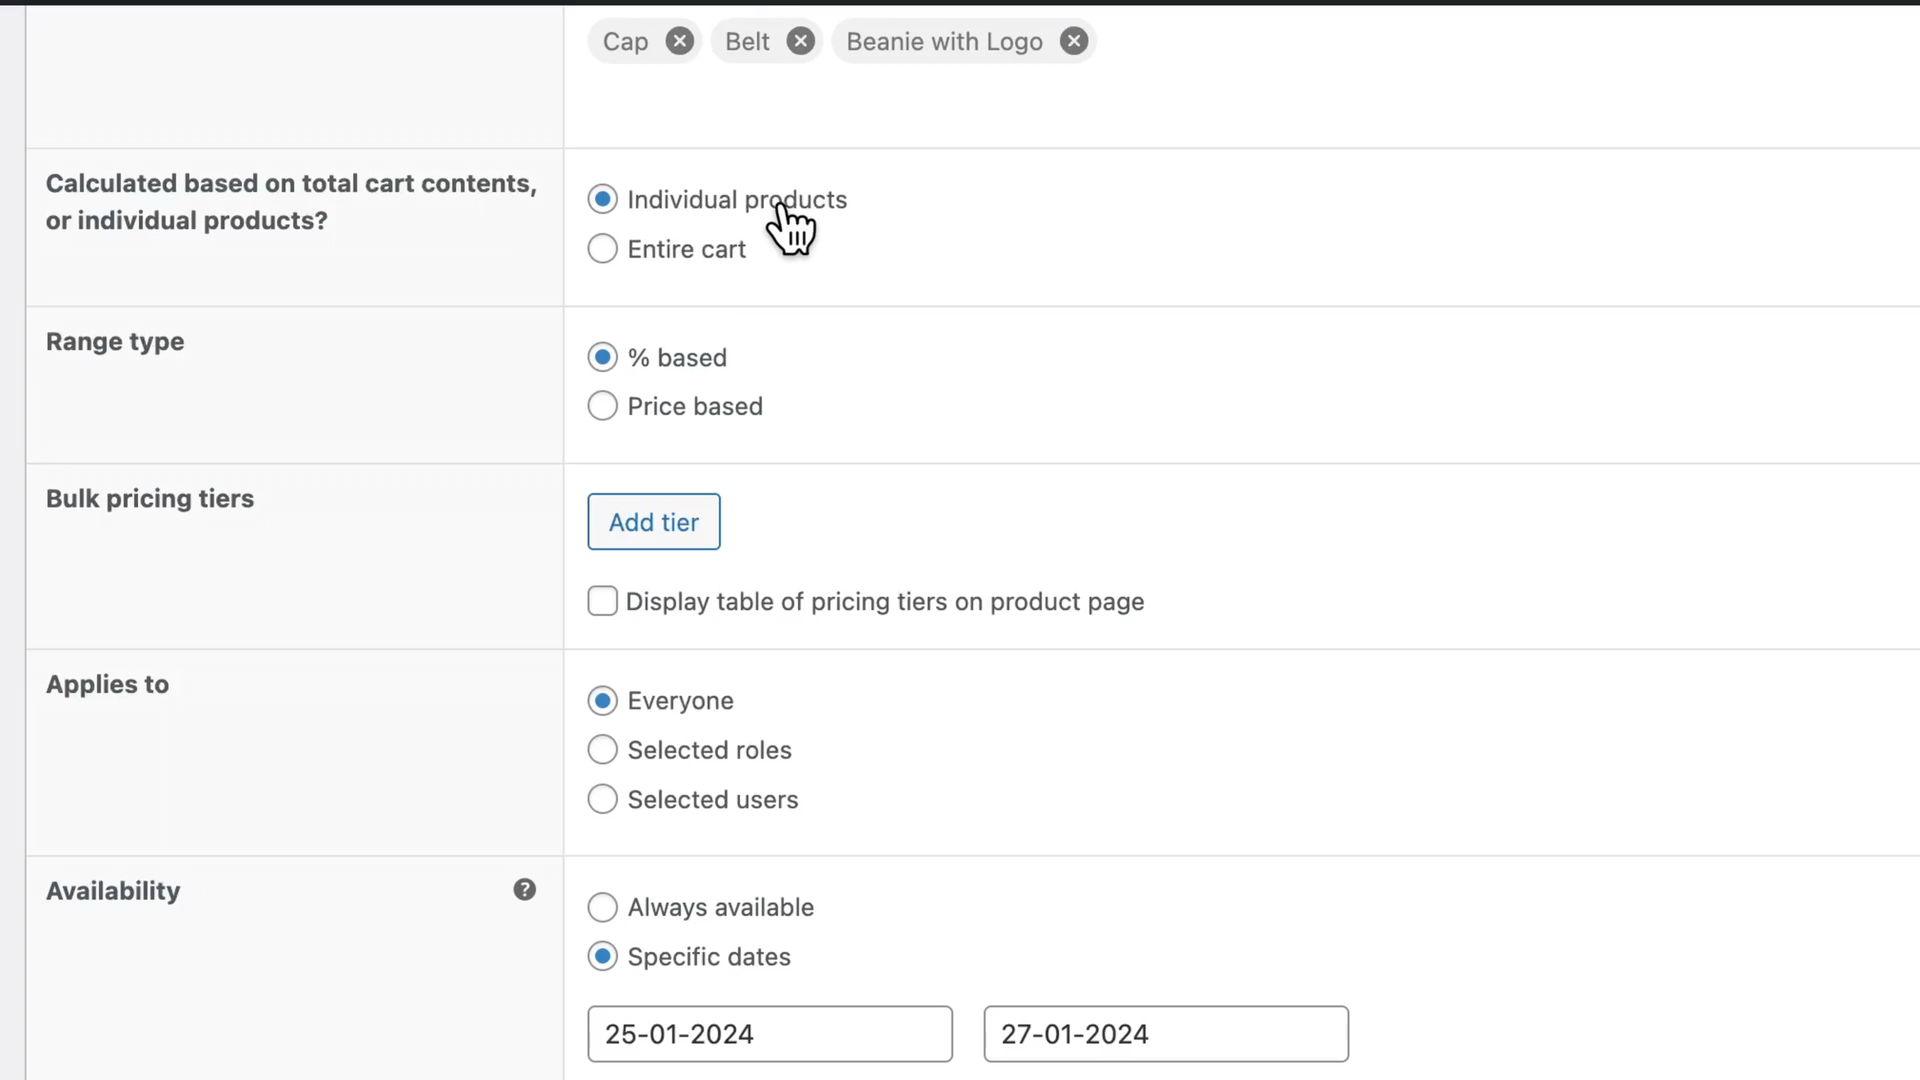 Cap
Belt
Beanie with Logo
Calculated based on total cart contents,
or individual products?
Individual products
Entire cart
Range type
% based
Price based
Bulk pricing tiers
Add tier
Display table of pricing tiers on product page
Applies to
Everyone
Selected roles
Selected users
Availability
?
Always available
Specific dates
25-01-2024
27-01-2024